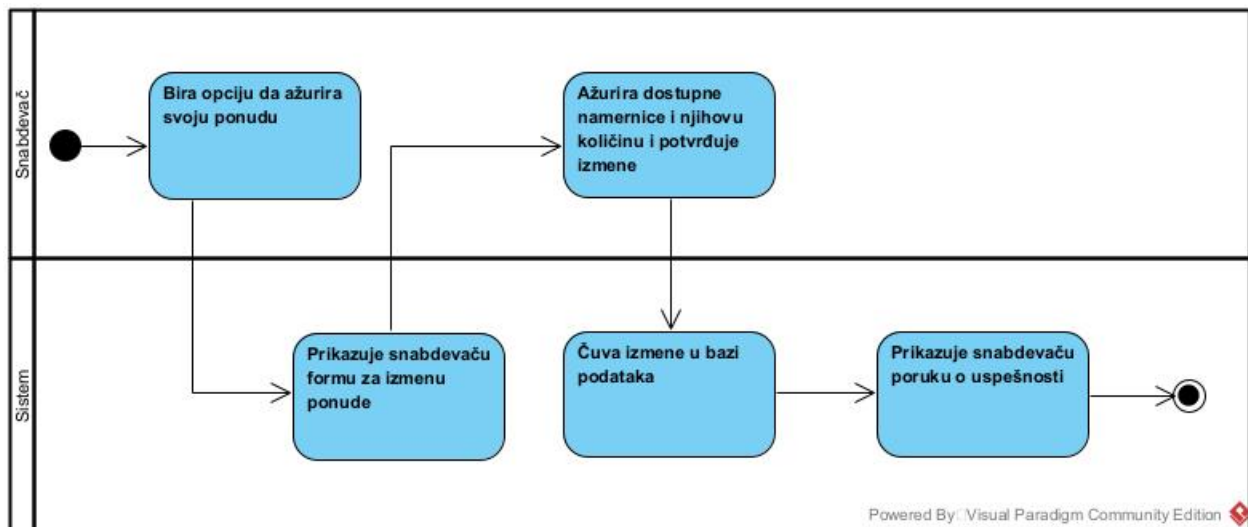 Snabdevač
Bira opciju da ažurira
svoju ponudu
Ažurira dostupne
namernice i njihovu
količinu i potvrđuje
izmene
Sistem
Prikazuje snabdevaču
formu za izmenu
ponude
Čuva izmene u bazi
podataka
Prikazuje snabdevaču
poruku o uspešnosti
Powered By Visual Paradigm Community Edition